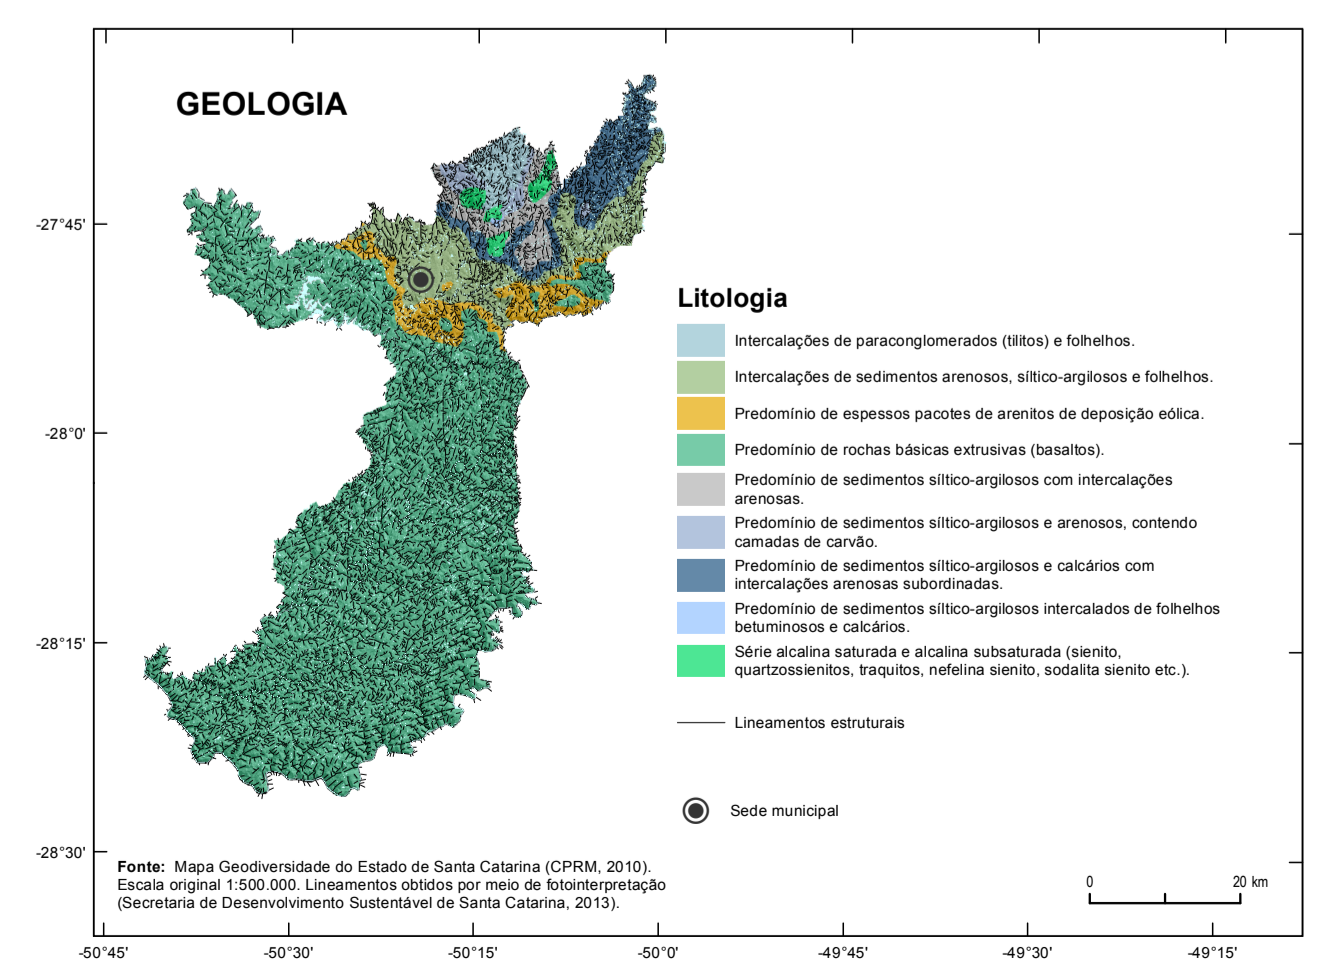 GEOLOGIA
-27°45'
-28°0'
-28°15'
-28°30'
Litologia
Intercalações de paraconglomerados (tilitos) e folhelhos.
Intercalações de sedimentos arenosos, síltico-argilosos e folhelhos.
Predomínio de espessos pacotes de arenitos de deposição eólica.
Predomínio de rochas básicas extrusivas (basaltos).
Predomínio de sedimentos síltico-argilosos com intercalações
arenosas.
Predomínio de sedimentos síltico-argilosos e arenosos, contendo
camadas de carvão.
Predomínio de sedimentos síltico-argilosos e calcários com
intercalações arenosas subordinadas.
Predomínio de sedimentos síltico-argilosos intercalados de folhelhos
betuminosos e calcários.
Série alcalina saturada e alcalina subsaturada (sienito,
quartzossienitos, traquitos, nefelina sienito, sodalita sienito etc.).
Lineamentos estruturais
Sede municipal
Fonte: Mapa Geodiversidade do Estado de Santa Catarina (CPRM, 2010).
Escala original 1:500.000. Lineamentos obtidos por meio de fotointerpretação
(Secretaria de Desenvolvimento Sustentável de Santa Catarina, 2013).
0 20 km
-50°45' -50°30' -50°15' -50°0' -49°45' -49°30' -49°15'